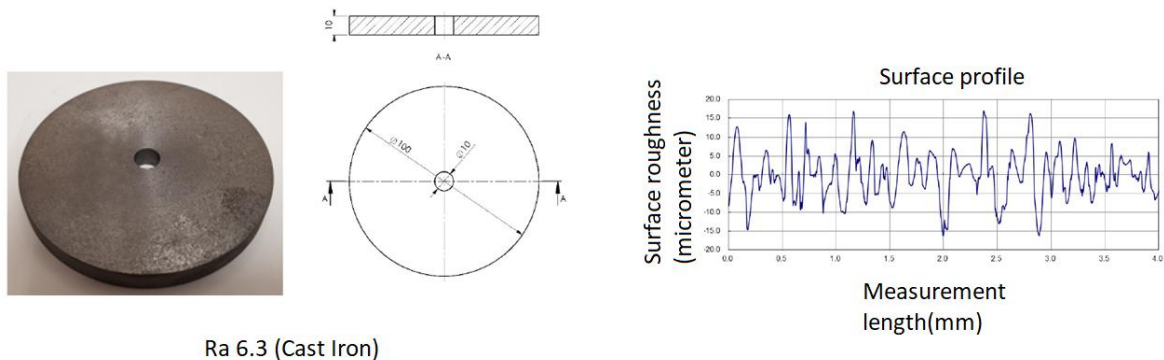 10
A-A
Ø100
Ø10
A
A
Ra 6.3 (Cast Iron)
Surface profile
Surface roughness
(micrometer)
20.0
15.0
10.0
5.0
0.0
-5.0
-10.0
-15.0
-20.0
0.0 0.5 1.0 1.5 2.0 2.5 3.0 3.5 4.0
Measurement
length(mm)